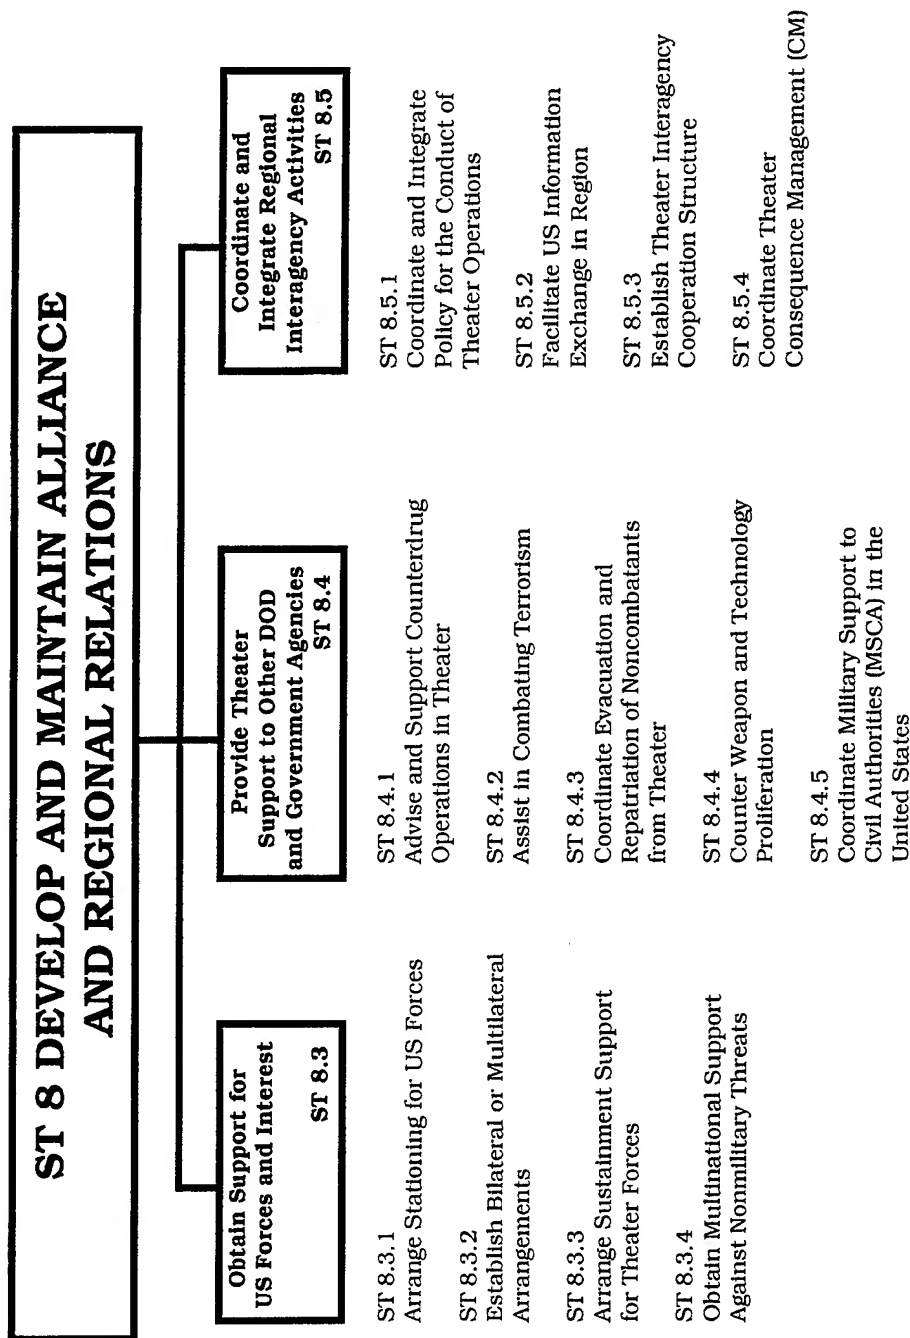 ST 8 DEVELOP AND MAINTAIN ALLIANCE
AND REGIONAL RELATIONS
Obtain Support for
US Forces and Interest
ST 8.3
ST 8.3.1
Arrange Stationing for US Forces
ST 8.3.2
Establish Bilateral or Multilateral
Arrangements
ST 8.3.3
Arrange Sustainment Support
for Theater Forces
ST 8.3.4
Obtain Multinational Support
Against Nonmilitary Threats
Provide Theater
Support to Other DOD
and Government Agencies
ST 8.4
ST 8.4.1
Advise and Support Counterdrug
Operations in Theater
ST 8.4.2
Assist in Combating Terrorism
ST 8.4.3
Coordinate Evacuation and
Repatriation of Noncombatants
from Theater
ST 8.4.4
Counter Weapon and Technology
Proliferation
ST 8.4.5
Coordinate Military Support to
Civil Authorities (MSCA) in the
United States
Coordinate and
Integrate Regional
Interagency Activities
ST 8.5
ST 8.5.1
Coordinate and Integrate
Policy for the Conduct of
Theater Operations
ST 8.5.2
Facilitate US Information
Exchange in Region
ST 8.5.3
Establish Theater Interagency
Cooperation Structure
ST 8.5.4
Coordinate Theater
Consequence Management (CM)